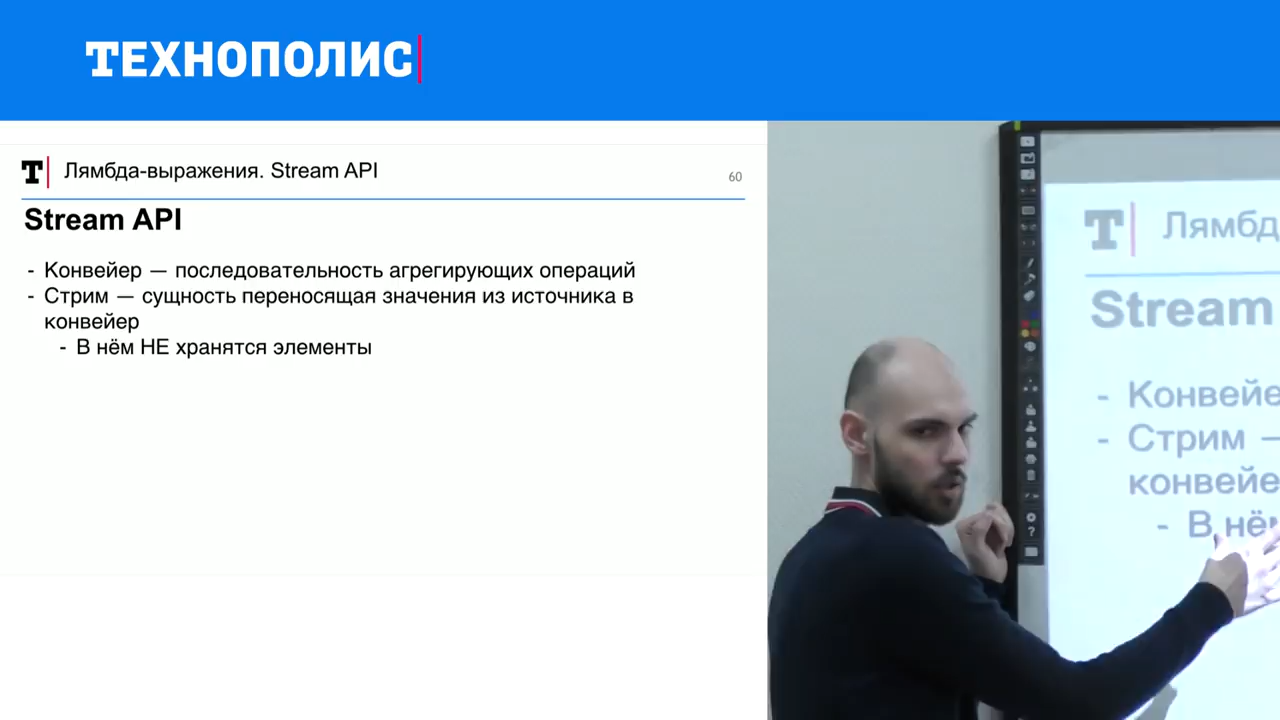 ТЕХНОПОЛИС
Т Лямбда-выражения. Stream API
60
Stream API
- Конвейер — последовательность агрегирующих операций
- Стрим — сущность переносящая значения из источника в
конвейер
- В нём НЕ хранятся элементы
Т Лямбд
Stream
- Конвейе
- Стрим —
конвейе
- В нём